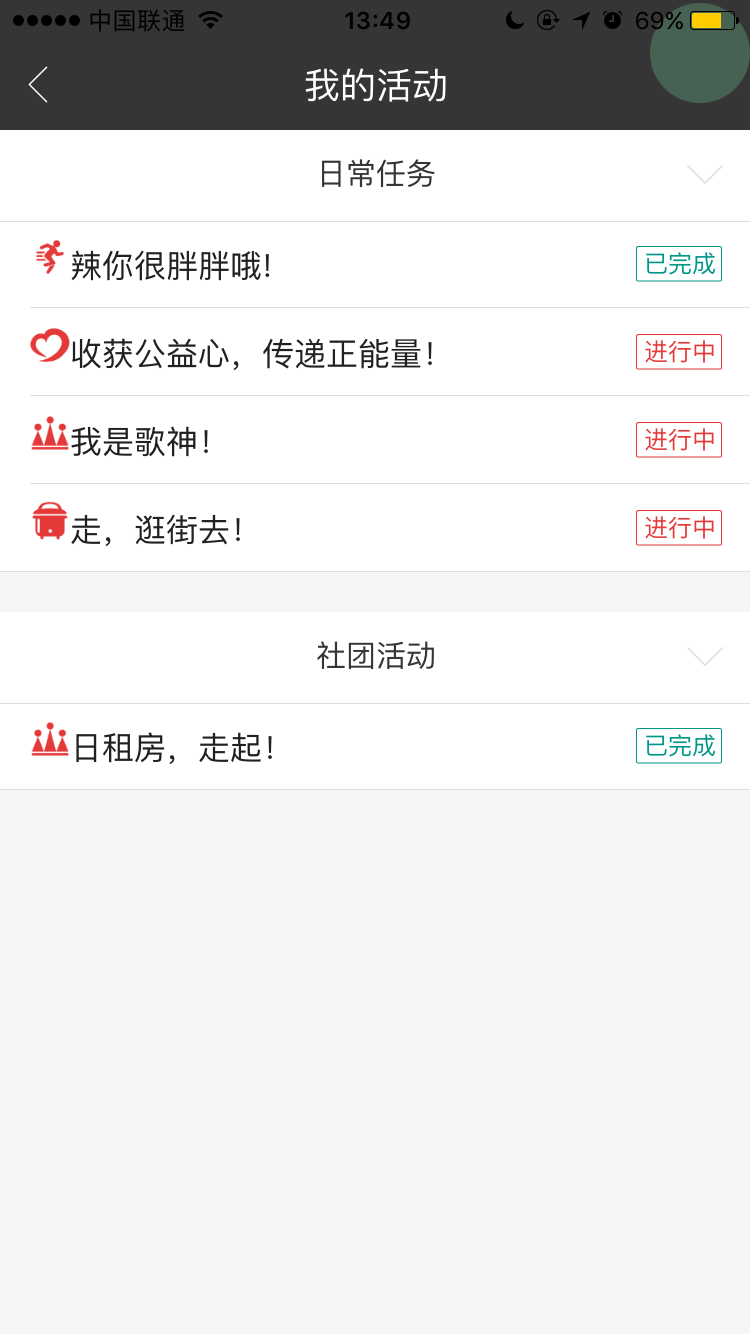 中国联通 13:49 69%
我的活动
日常任务
辣你很胖胖哦! 已完成
收获公益心，传递正能量! 进行中
我是歌神! 进行中
走，逛街去! 进行中
社团活动
日租房，走起! 已完成